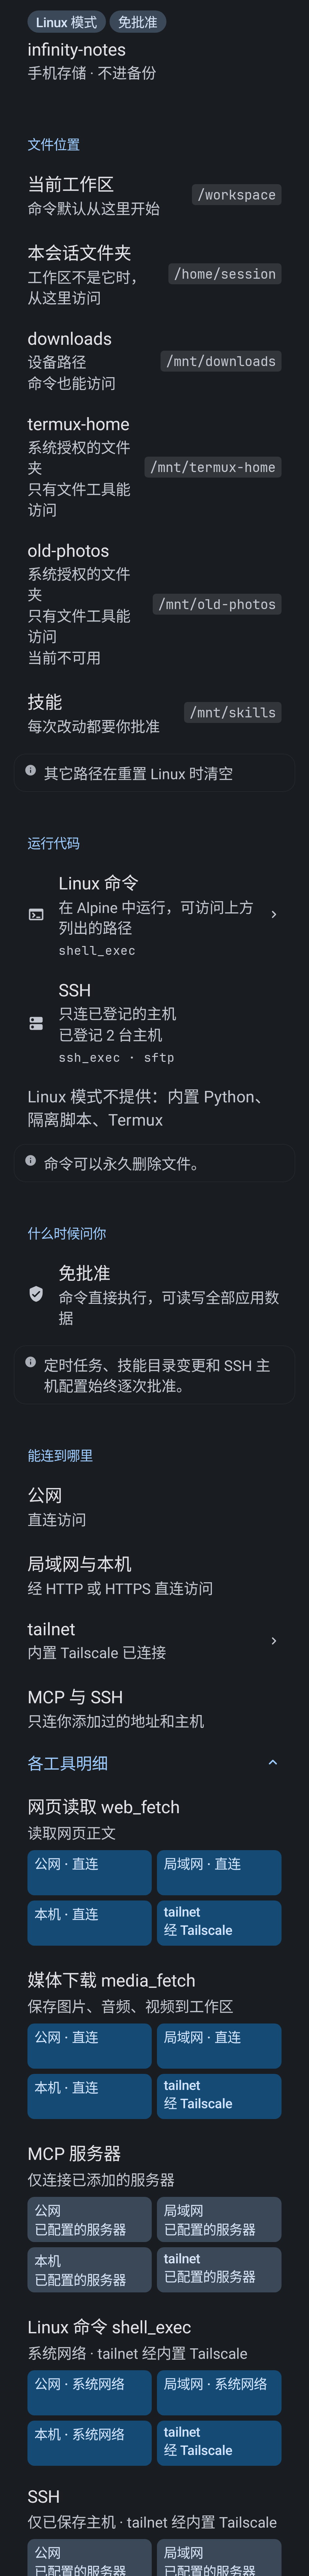 Linux 模式 免批准
infinity-notes
手机存储 · 不进备份
文件位置
当前工作区
命令默认从这里开始
/workspace
本会话文件夹
工作区不是它时，
从这里访问
/home/session
downloads
设备路径
命令也能访问
/mnt/downloads
termux-home
系统授权的文件
夹
只有文件工具能
访问
/mnt/termux-home
old-photos
系统授权的文件
夹
只有文件工具能
访问
当前不可用
/mnt/old-photos
技能
每次改动都要你批准
/mnt/skills
其它路径在重置 Linux 时清空
运行代码
Linux 命令
在 Alpine 中运行，可访问上方
列出的路径
shell_exec
SSH
只连已登记的主机
已登记 2 台主机
ssh_exec · sftp
Linux 模式不提供：内置 Python、
隔离脚本、Termux
命令可以永久删除文件。
什么时候问你
免批准
命令直接执行，可读写全部应用数
据
定时任务、技能目录变更和 SSH 主
机配置始终逐次批准。
能连到哪里
公网
直连访问
局域网与本机
经 HTTP 或 HTTPS 直连访问
tailnet
内置 Tailscale 已连接
MCP 与 SSH
只连你添加过的地址和主机
各工具明细
网页读取 web_fetch
读取网页正文
公网 · 直连
局域网 · 直连
本机 · 直连
tailnet
经 Tailscale
媒体下载 media_fetch
保存图片、音频、视频到工作区
公网 · 直连
局域网 · 直连
本机 · 直连
tailnet
经 Tailscale
MCP 服务器
仅连接已添加的服务器
公网
已配置的服务器
局域网
已配置的服务器
本机
已配置的服务器
tailnet
已配置的服务器
Linux 命令 shell_exec
系统网络 · tailnet 经内置 Tailscale
公网 · 系统网络
局域网 · 系统网络
本机 · 系统网络
tailnet
经 Tailscale
SSH
仅已保存主机 · tailnet 经内置 Tailscale
公网
已配置的服务器
局域网
已配置的服务器